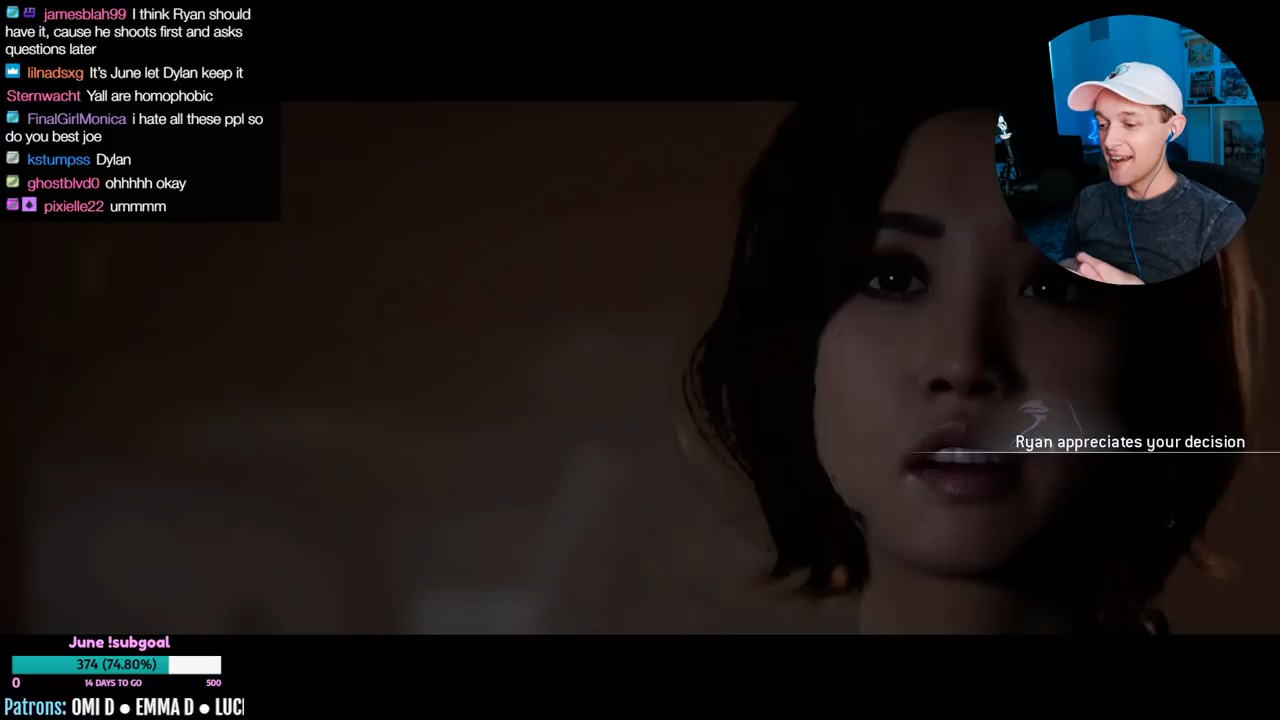 jamesblah99 I think Ryan should
have it, cause he shoots first and asks
questions later
lilnadsxg It's June let Dylan keep it
Sternwacht Yall are homophobic
FinalGirlMonica i hate all these ppl so
do you best joe
kstumpss Dylan
ghostblvd0 ohhhhh okay
pixielle22 ummmm
Ryan appreciates your decision
June !subgoal
374 (74.80%)
0 14 DAYS TO GO 500
Patrons: OMI D ● EMMA D ● LUC